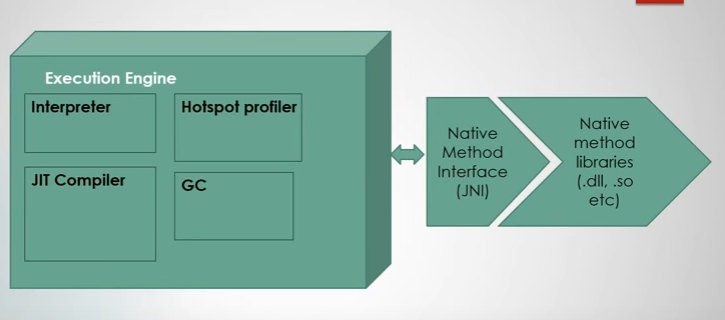 Execution Engine
Interpreter
Hotspot profiler
JIT Compiler
GC
Native
Method
Interface
(JNI)
Native
method
libraries
(.dll, .so
etc)